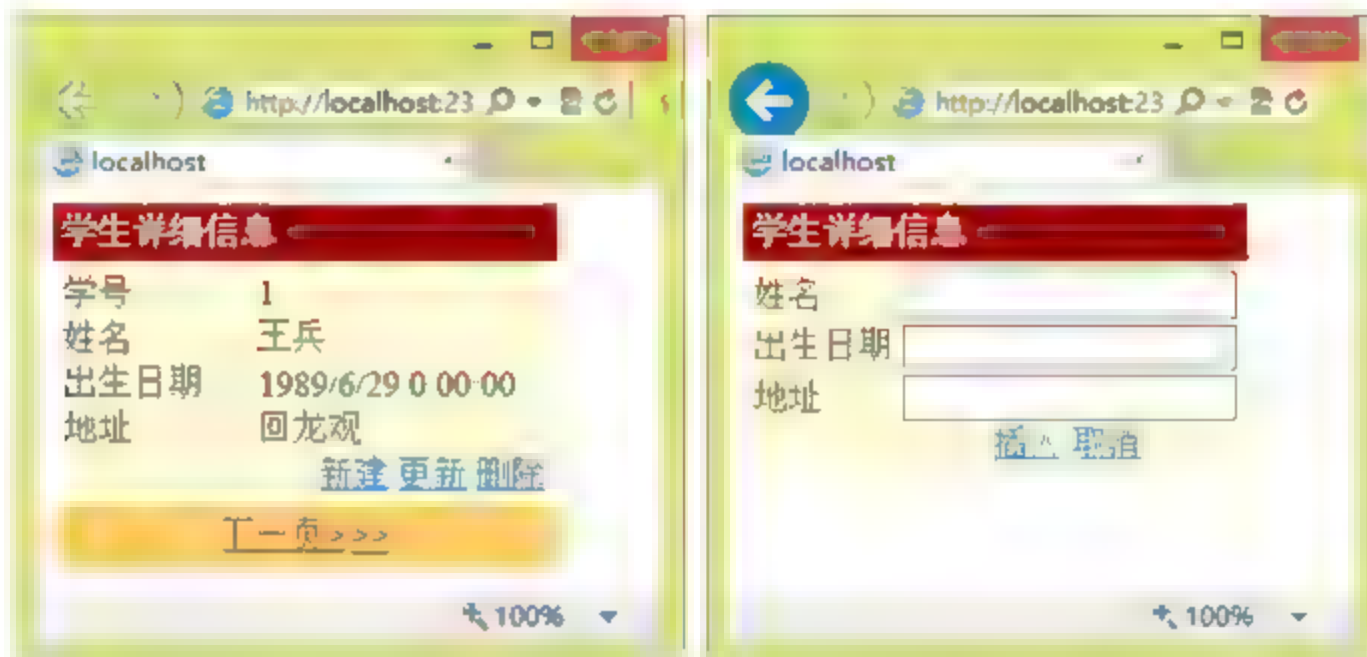 http://localhost:23
localhost
学生详细信息
学号 1
姓名 王兵
出生日期 1989/6/29 0:00:00
地址 回龙观
新建 更新 删除
下一页>>>
100%
http://localhost:23
localhost
学生详细信息
姓名
出生日期
地址
插入 取消
100%